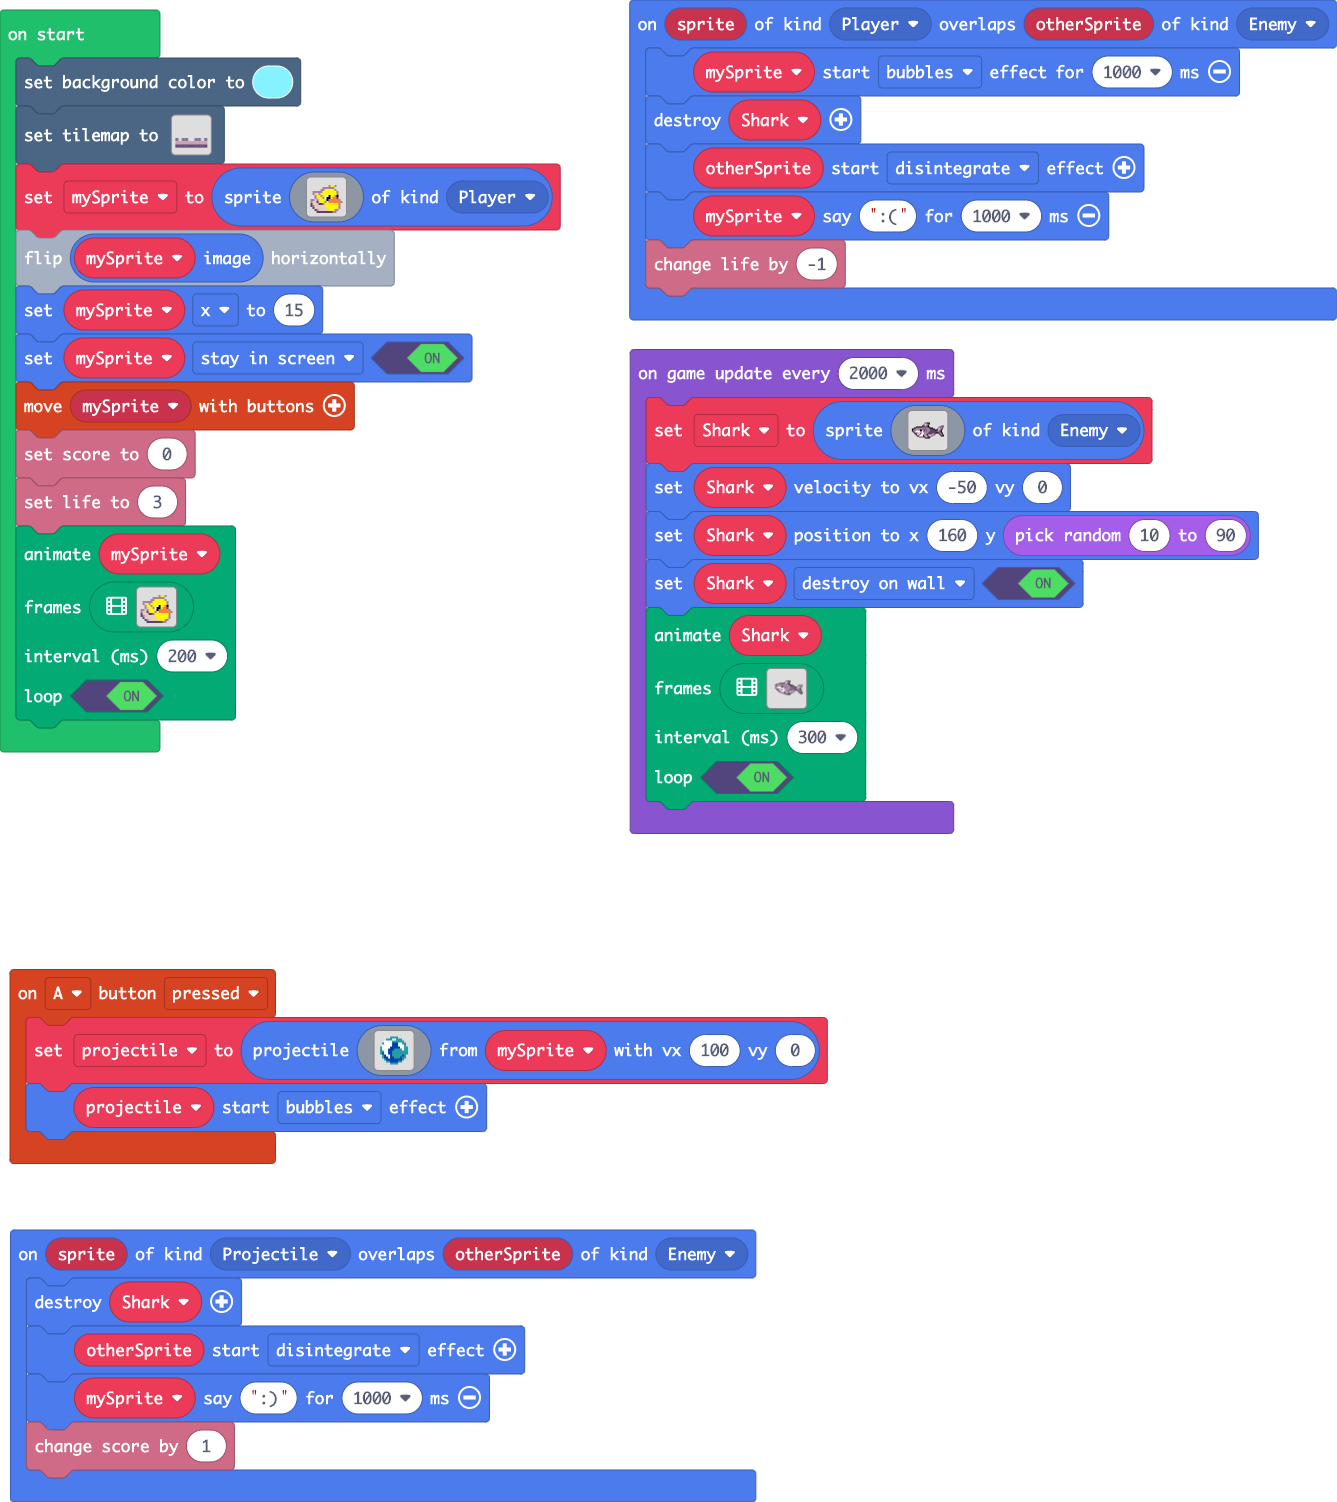 on start
set background color to
set tilemap to
set mySprite to sprite of kind Player
flip mySprite image horizontally
set mySprite x to 15
set mySprite stay in screen ON
move mySprite with buttons
set score to 0
set life to 3
animate mySprite
frames
interval (ms) 200
loop ON
on sprite of kind Player overlaps otherSprite of kind Enemy
mySprite start bubbles effect for 1000 ms
destroy Shark
otherSprite start disintegrate effect
mySprite say ":(" for 1000 ms
change life by -1
on game update every 2000 ms
set Shark to sprite of kind Enemy
set Shark velocity to vx -50 vy 0
set Shark position to x 160 y pick random 10 to 90
set Shark destroy on wall ON
animate Shark
frames
interval (ms) 300
loop ON
on A button pressed
set projectile to projectile from mySprite with vx 100 vy 0
projectile start bubbles effect
on sprite of kind Projectile overlaps otherSprite of kind Enemy
destroy Shark
otherSprite start disintegrate effect
mySprite say ":)" for 1000 ms
change score by 1